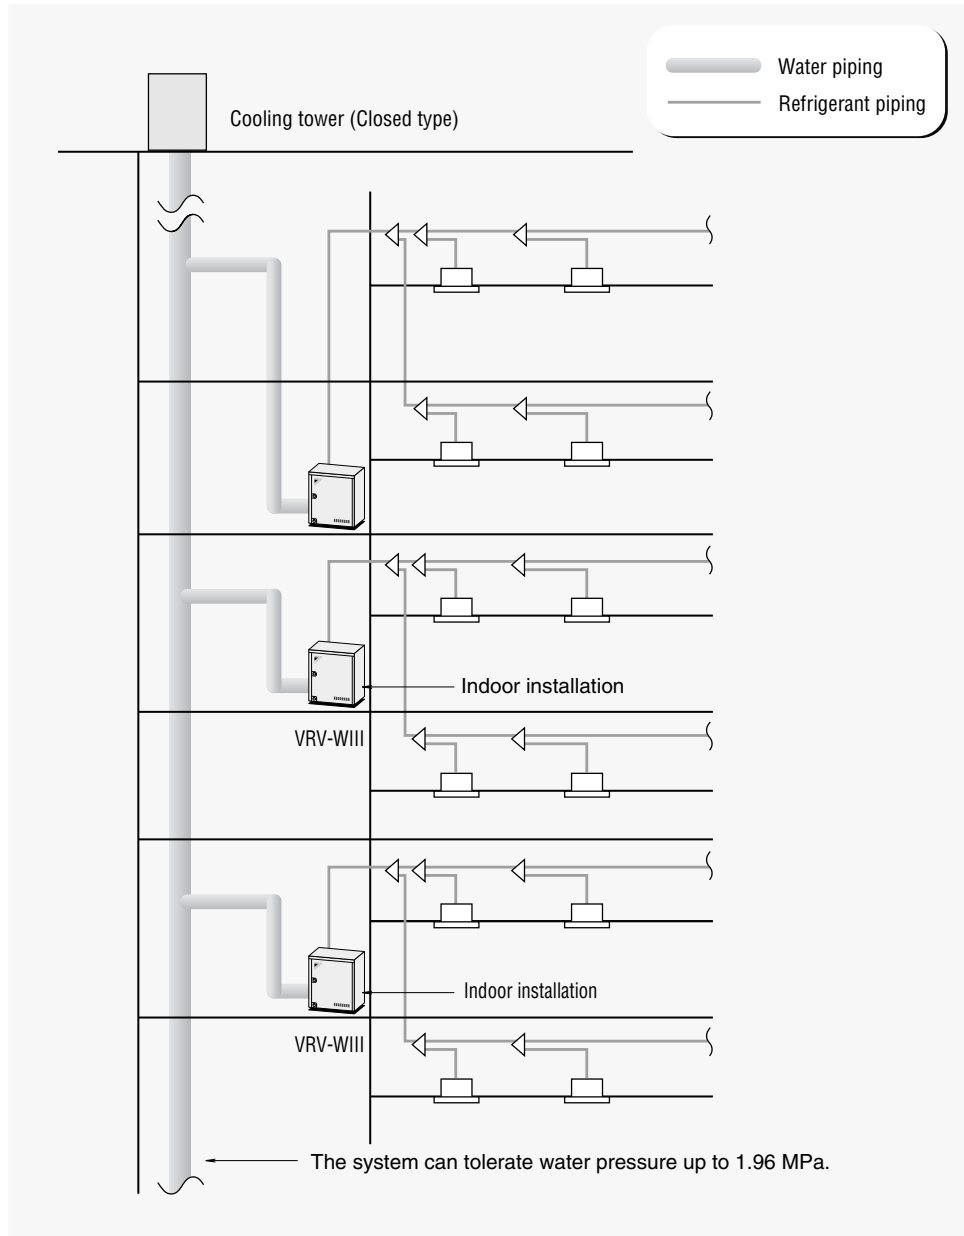 Water piping
Refrigerant piping
Cooling tower (Closed type)
Indoor installation
VRV-WIII
Indoor installation
VRV-WIII
The system can tolerate water pressure up to 1.96 MPa.